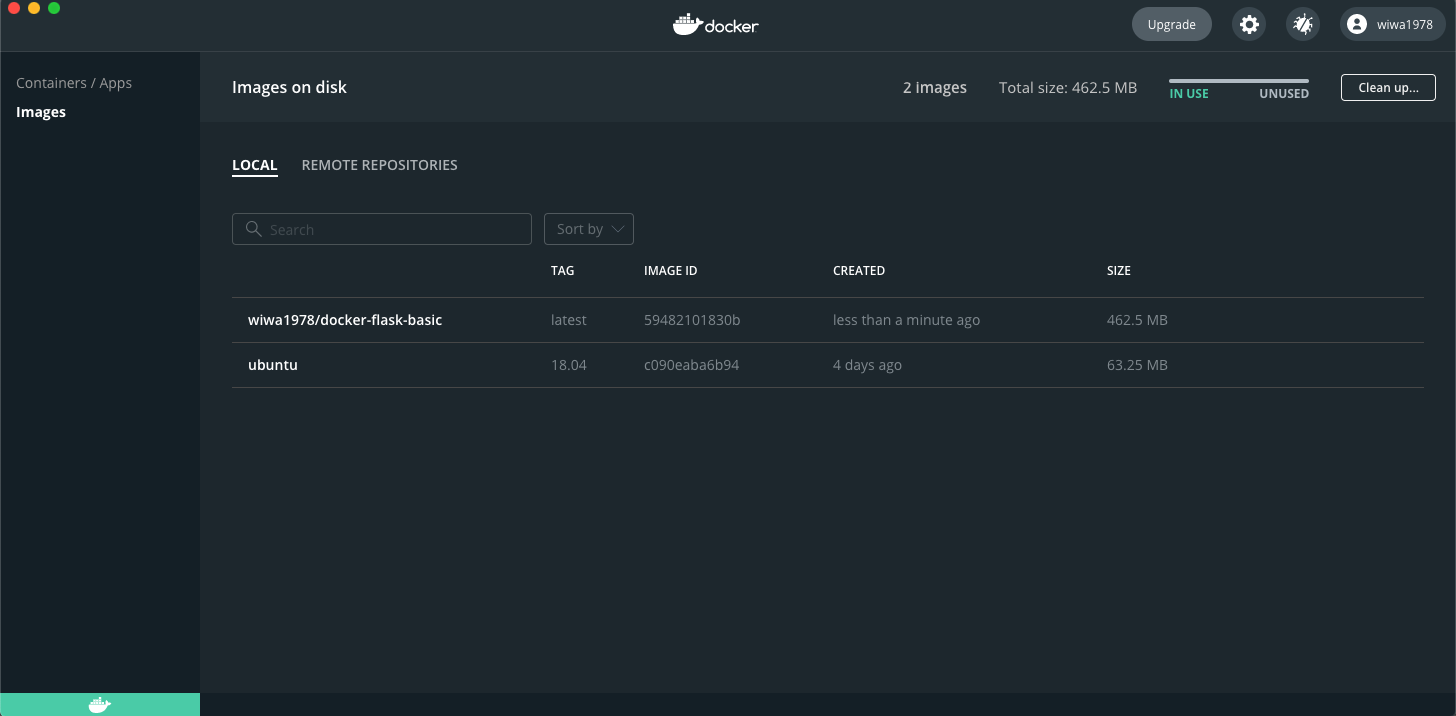 docker
Upgrade
wiwa1978
Containers / Apps
Images
Images on disk
2 images
Total size: 462.5 MB
IN USE
UNUSED
Clean up...
LOCAL
REMOTE REPOSITORIES
Search
Sort by
TAG IMAGE ID CREATED SIZE
wiwa1978/docker-flask-basic latest 59482101830b less than a minute ago 462.5 MB
ubuntu 18.04 c090eaba6b94 4 days ago 63.25 MB